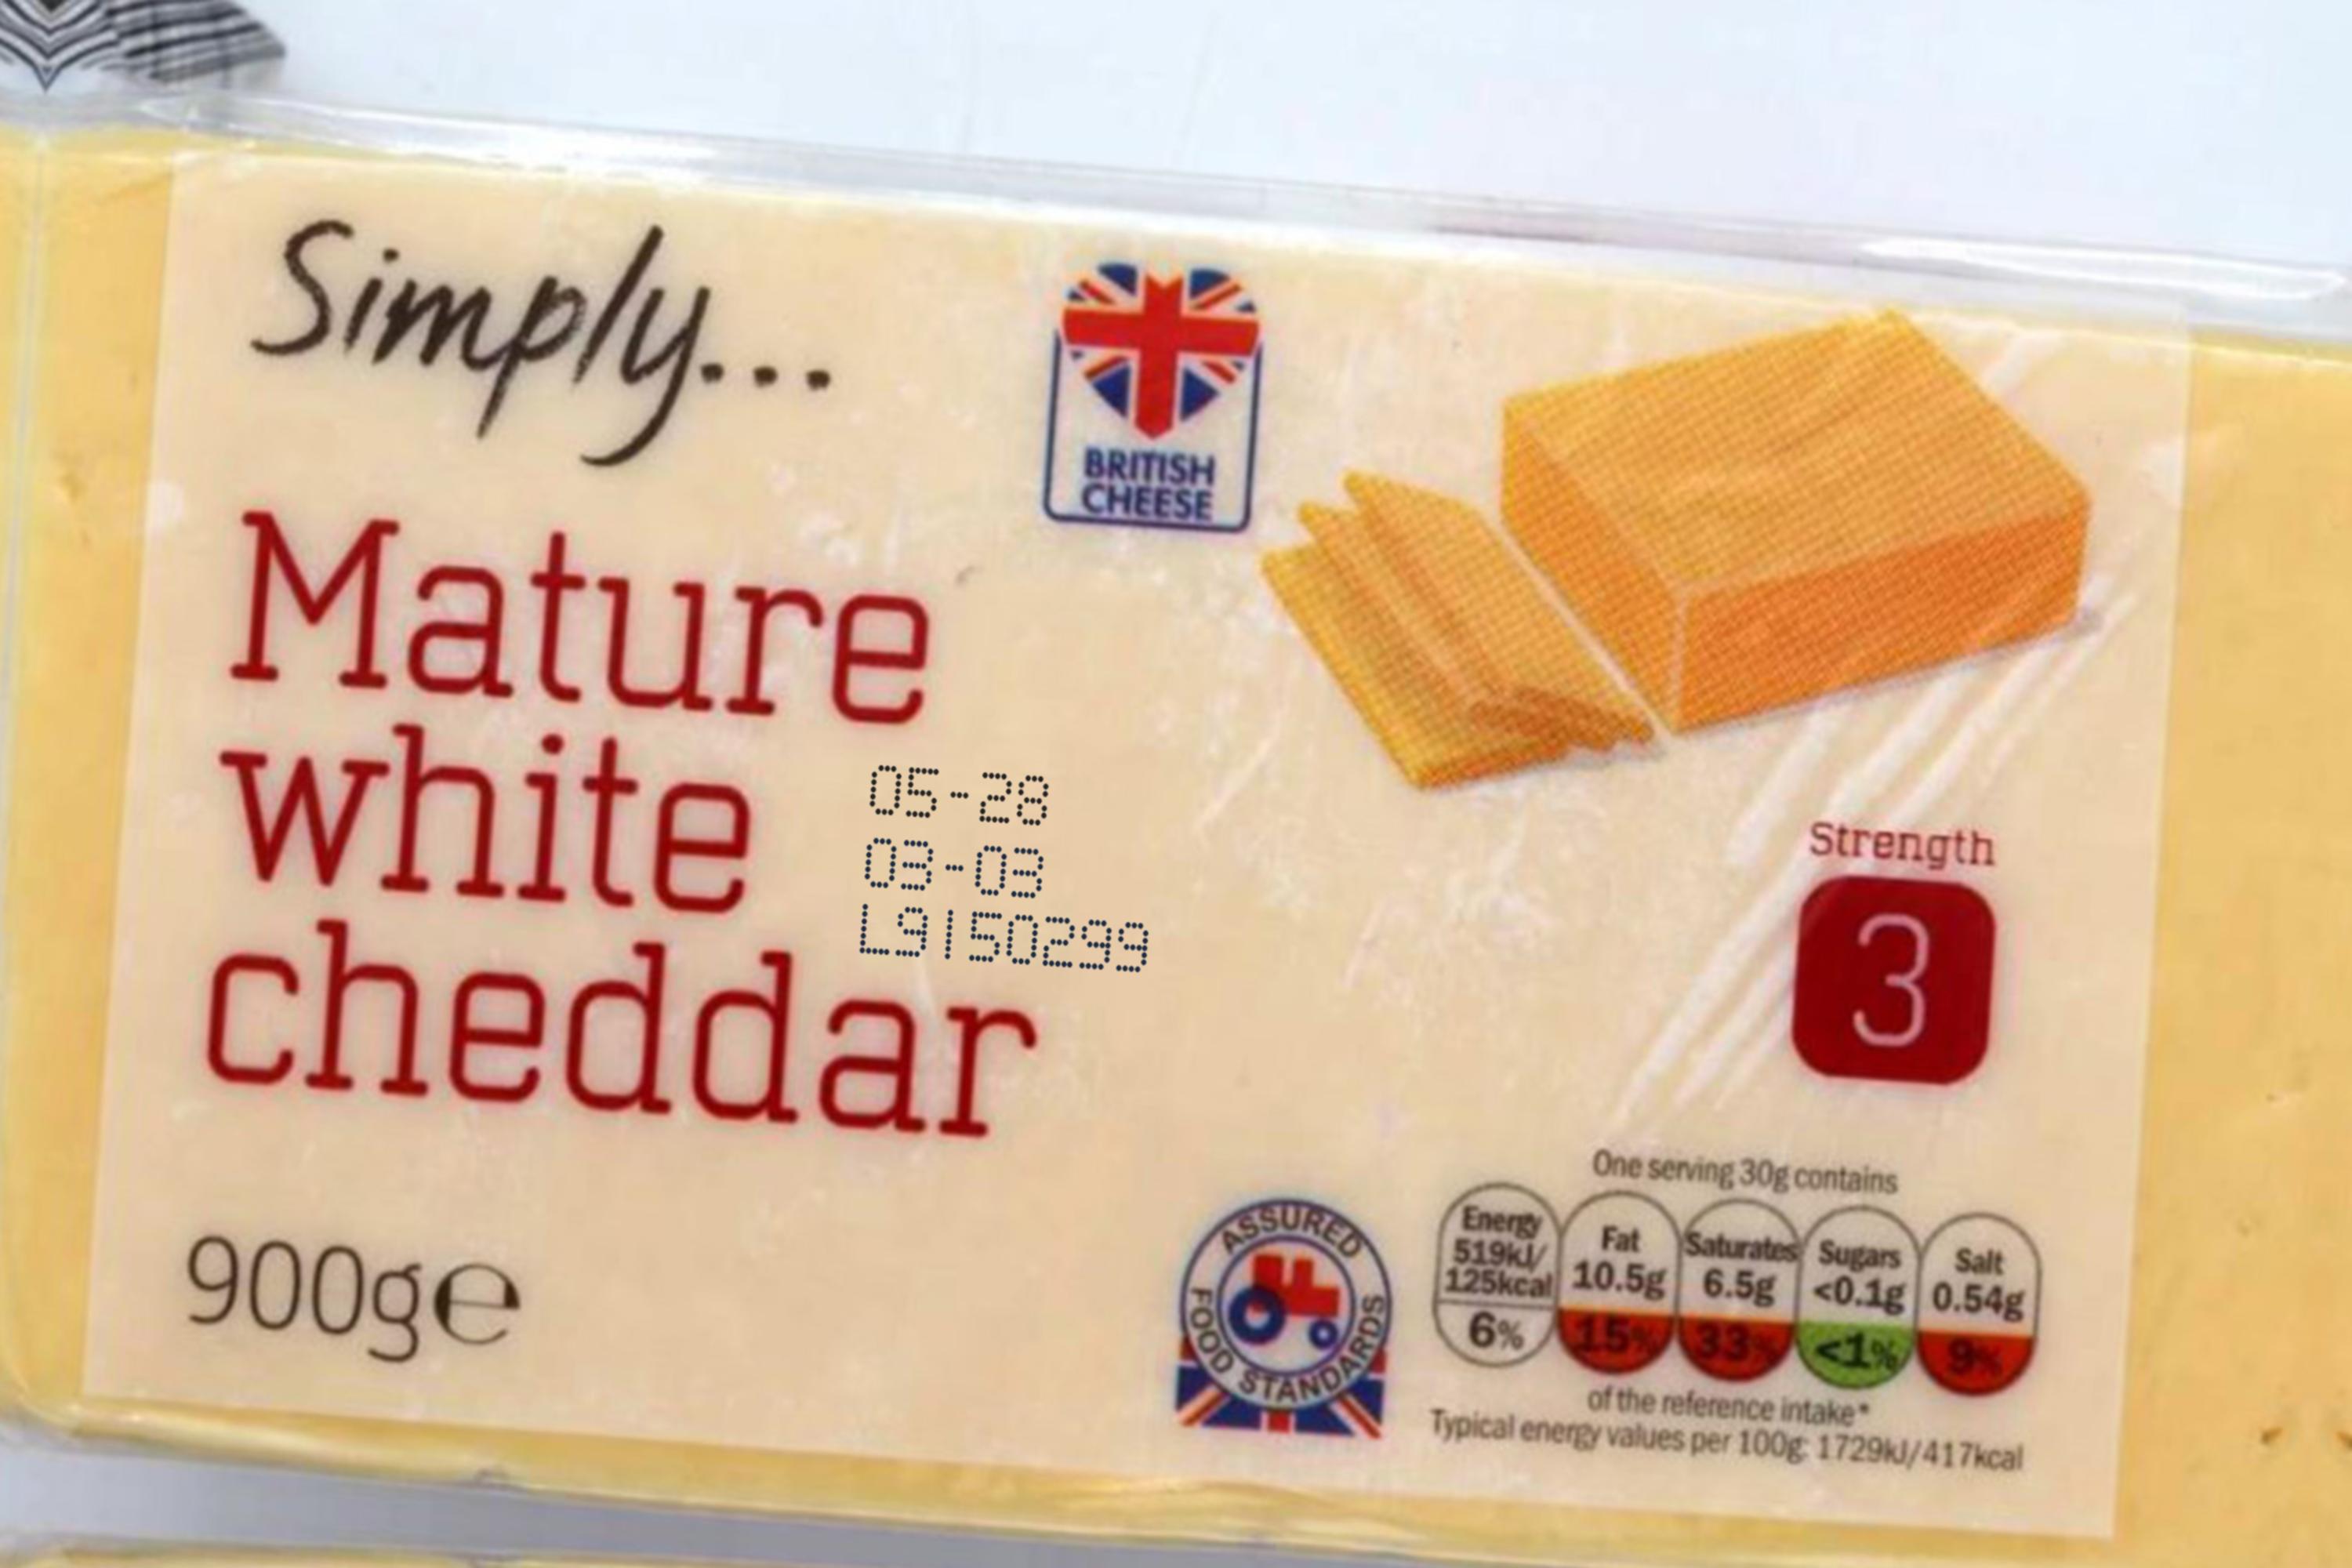 Simply...
BRITISH
CHEESE
Mature
white
cheddar
05-28
03-03
L9150299
Strength
3
900g e
ASSURED
FOOD STANDARDS
One serving 30g contains
Energy 519kJ/ 125kcal 6%
Fat 10.5g 15%
Saturates 6.5g 33%
Sugars <0.1g <1%
Salt 0.54g 9%
of the reference intake*
Typical energy values per 100g: 1729kJ/417kcal